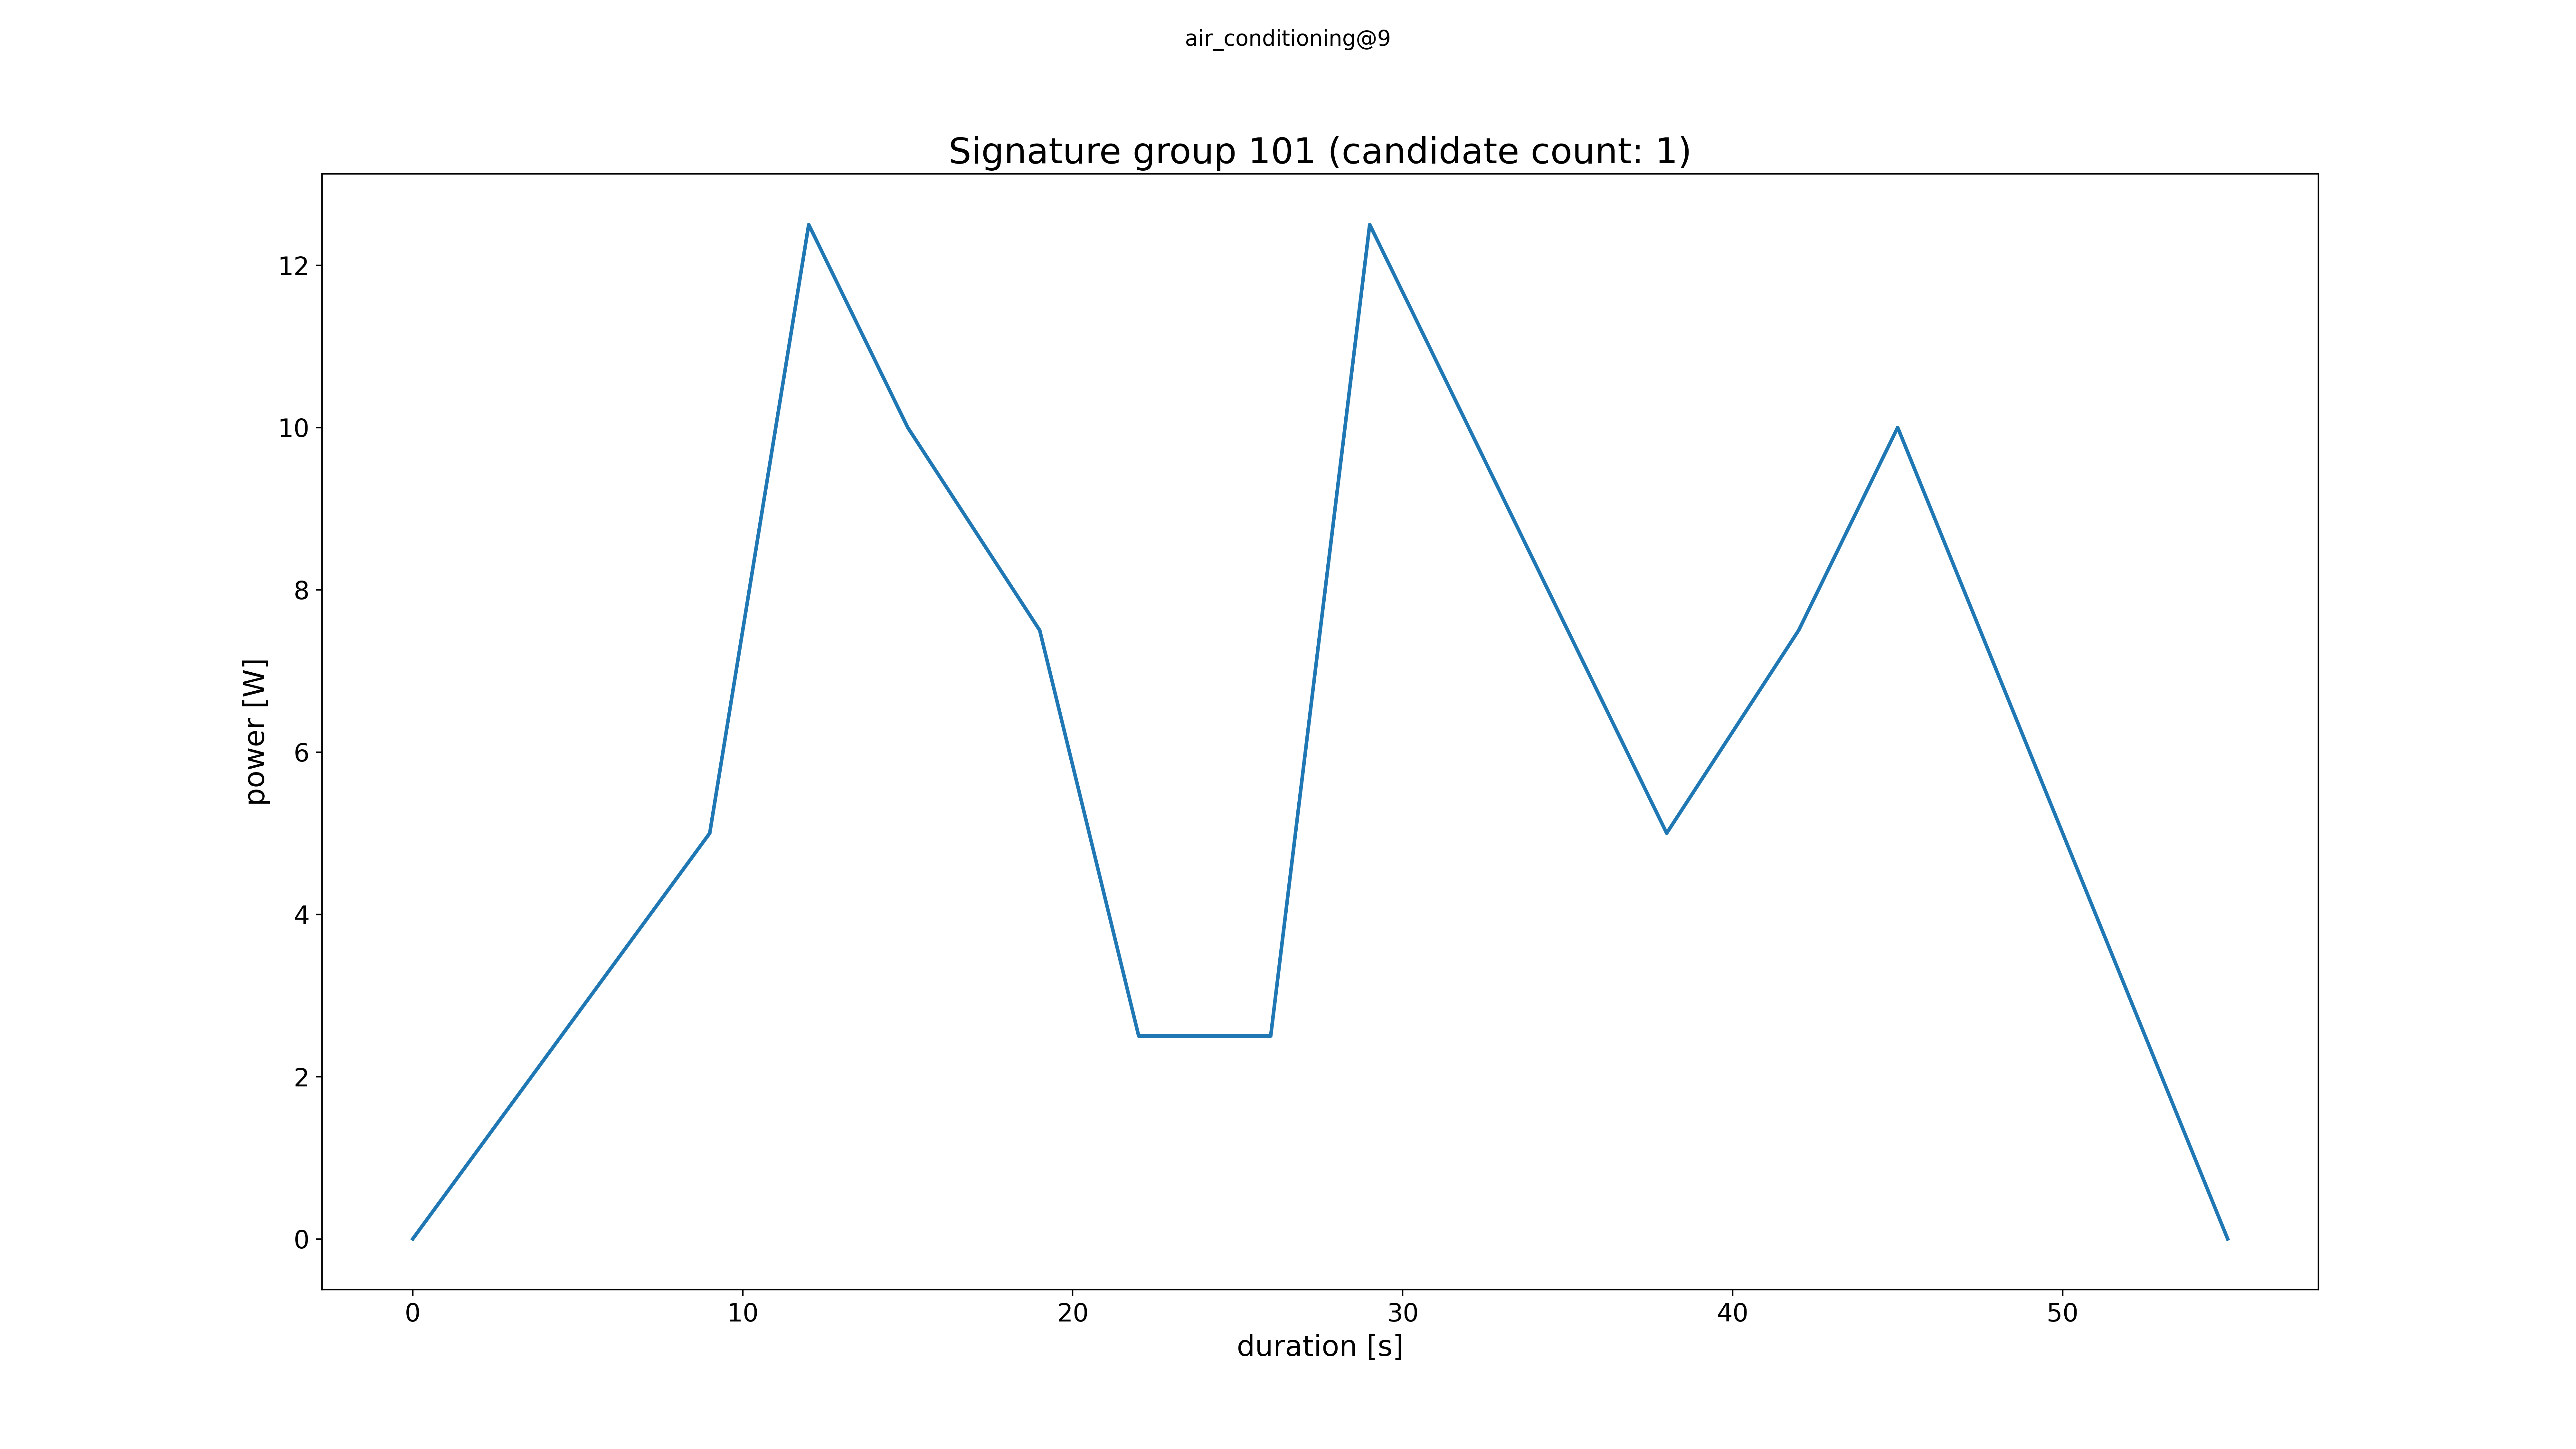 air_conditioning@9
Signature group 101 (candidate count: 1)
12
10
8
6
4
2
0
power [W]
0 10 20 30 40 50
duration [s]